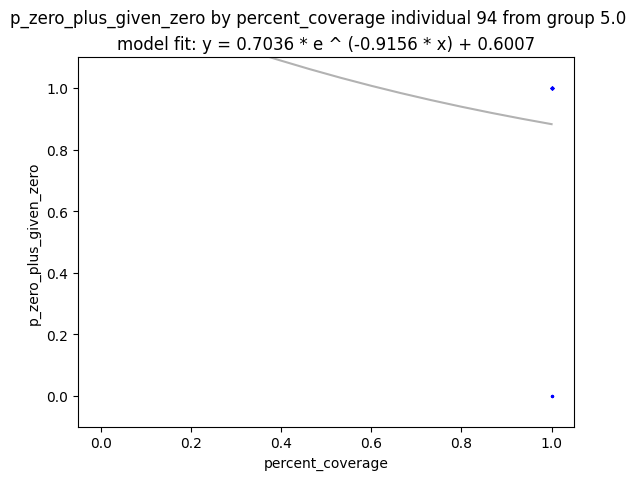 p_zero_plus_given_zero by percent_coverage individual 94 from group 5.0
model fit: y = 0.7036 * e ^ (-0.9156 * x) + 0.6007
1.0
0.8
0.6
0.4
0.2
0.0
p_zero_plus_given_zero
0.0 0.2 0.4 0.6 0.8 1.0
percent_coverage